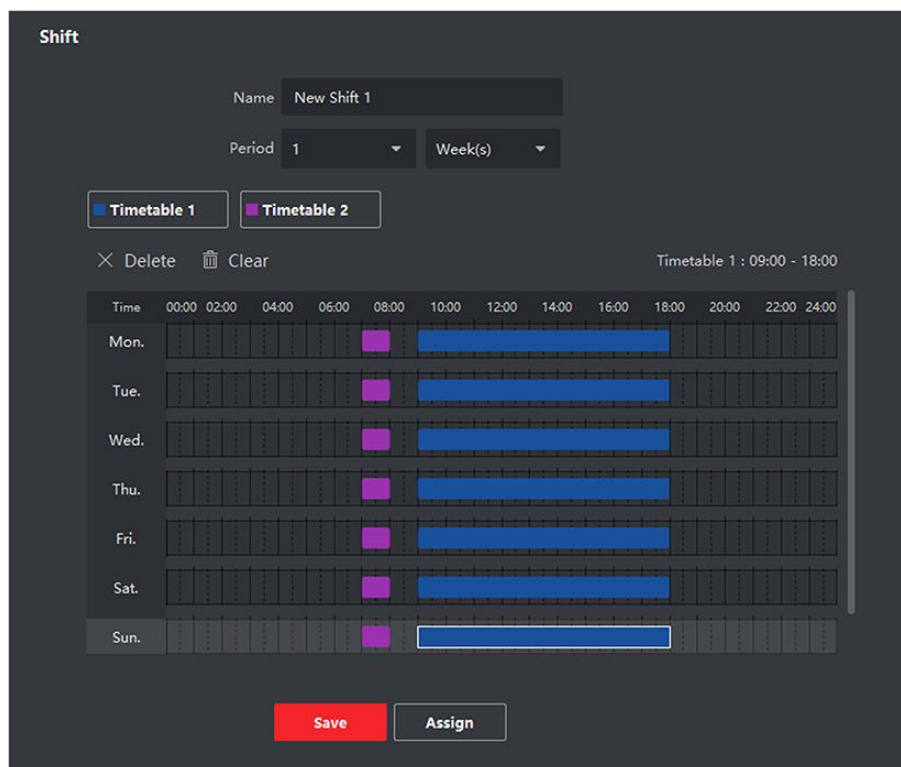 Shift
Name New Shift 1
Period 1 Week(s)
Timetable 1 Timetable 2
Delete Clear Timetable 1 : 09:00 - 18:00
Time 00:00 02:00 04:00 06:00 08:00 10:00 12:00 14:00 16:00 18:00 20:00 22:00 24:00
Mon.
Tue.
Wed.
Thu.
Fri.
Sat.
Sun.
Save Assign